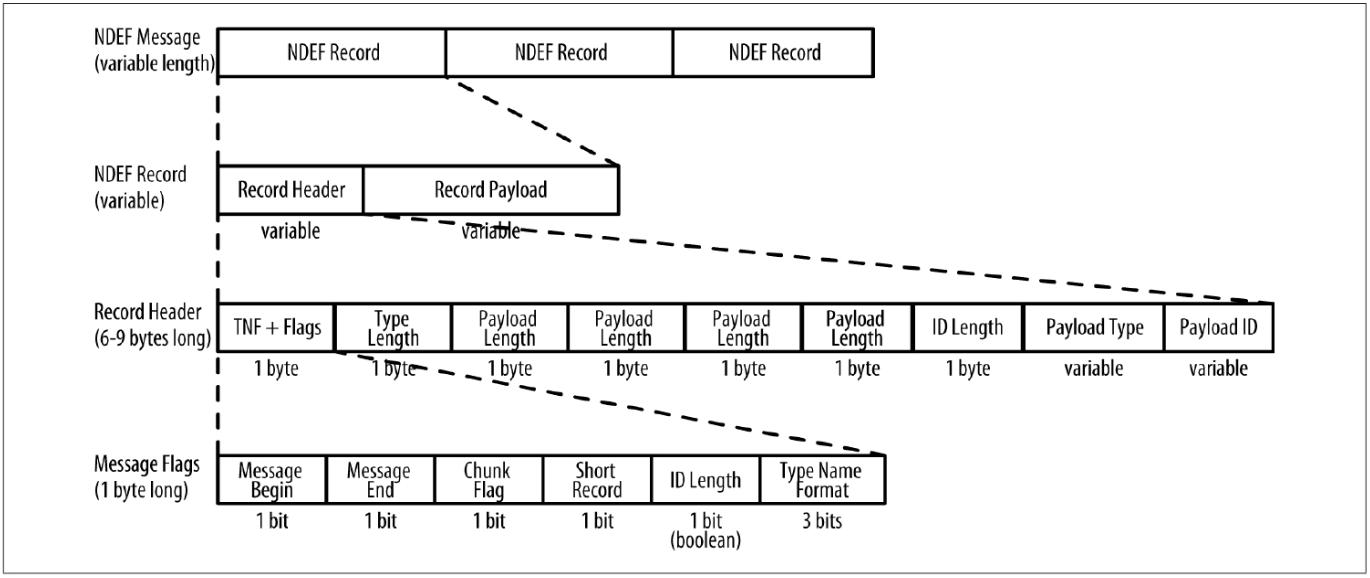 NDEF Message
(variable length)
NDEF Record
NDEF Record
NDEF Record
NDEF Record
(variable)
Record Header
Record Payload
variable
variable
Record Header
(6-9 bytes long)
TNF + Flags
Type
Length
Payload
Length
Payload
Length
Payload
Length
Payload
Length
ID Length
Payload Type
Payload ID
1 byte
1 byte
1 byte
1 byte
1 byte
1 byte
1 byte
variable
variable
Message Flags
(1 byte long)
Message
Begin
Message
End
Chunk
Flag
Short
Record
ID Length
Type Name
Format
1 bit
1 bit
1 bit
1 bit
1 bit
(boolean)
3 bits